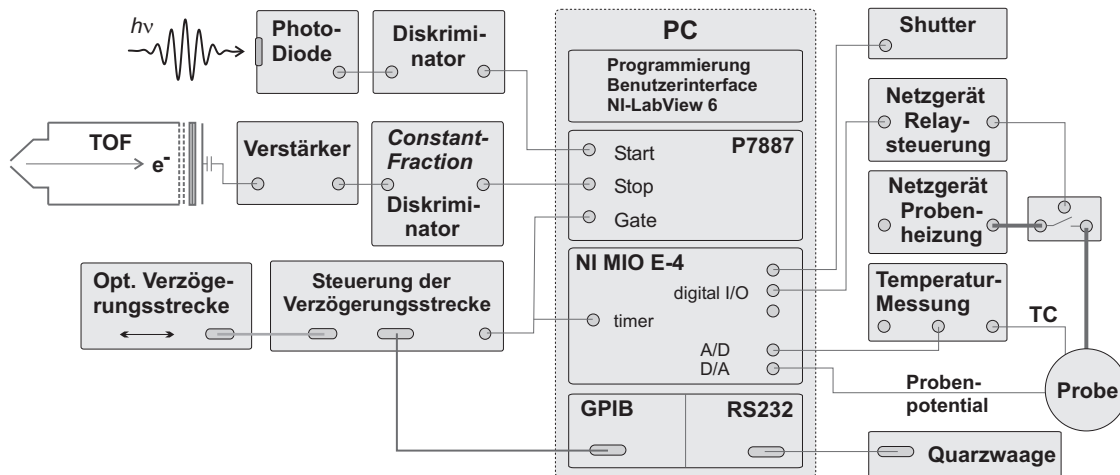 hν
Photo-
Diode
Diskrimi-
nator
TOF
e-
Verstärker
Constant-
Fraction
Diskrimi-
nator
Opt. Verzöge-
rungsstrecke
Steuerung der
Verzögerungsstrecke
PC
Programmierung
Benutzerinterface
NI-LabView 6
P7887
Start
Stop
Gate
NI MIO E-4
digital I/O
timer
A/D
D/A
GPIB
RS232
Shutter
Netzgerät
Relay-
steuerung
Netzgerät
Proben-
heizung
Temperatur-
Messung
TC
Proben-
potential
Probe
Quarzwaage